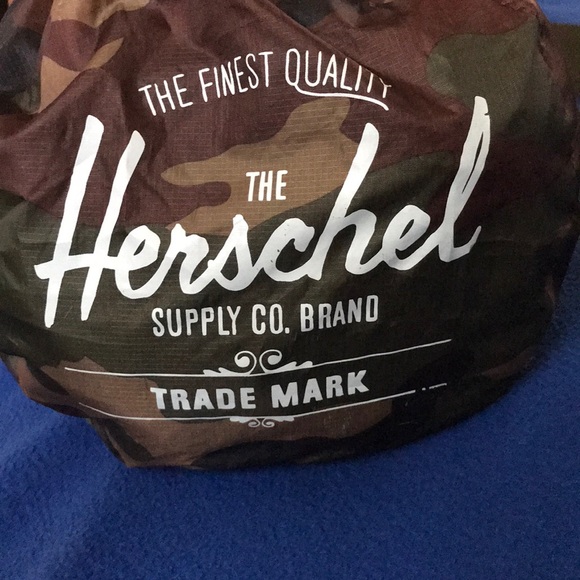 THE FINEST QUALITY
THE
Herschel
SUPPLY CO. BRAND
TRADE MARK